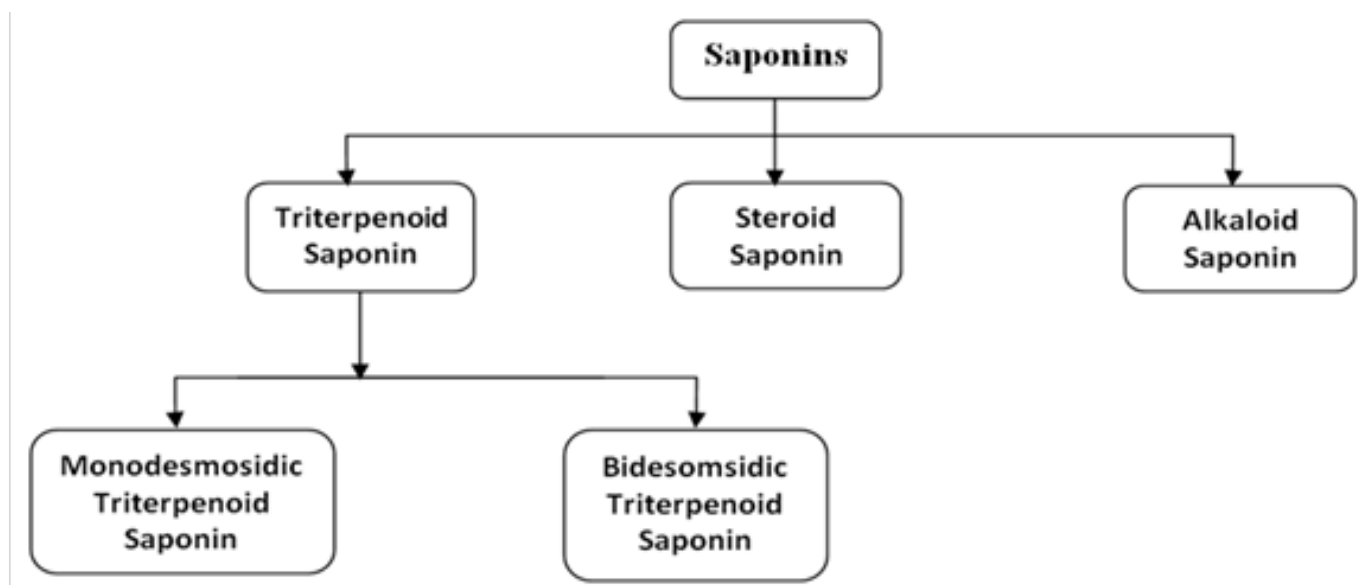 Saponins
Triterpenoid
Saponin
Steroid
Saponin
Alkaloid
Saponin
Monodesmosidic
Triterpenoid
Saponin
Bidesomsidic
Triterpenoid
Saponin